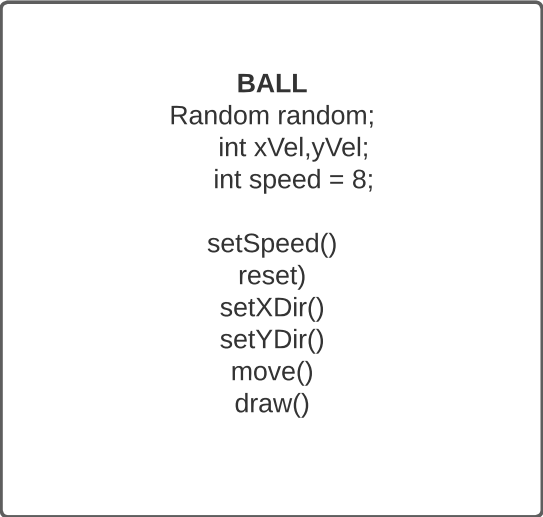 BALL
Random random;
int xVel,yVel;
int speed = 8;
setSpeed()
reset)
setXDir()
setYDir()
move()
draw()